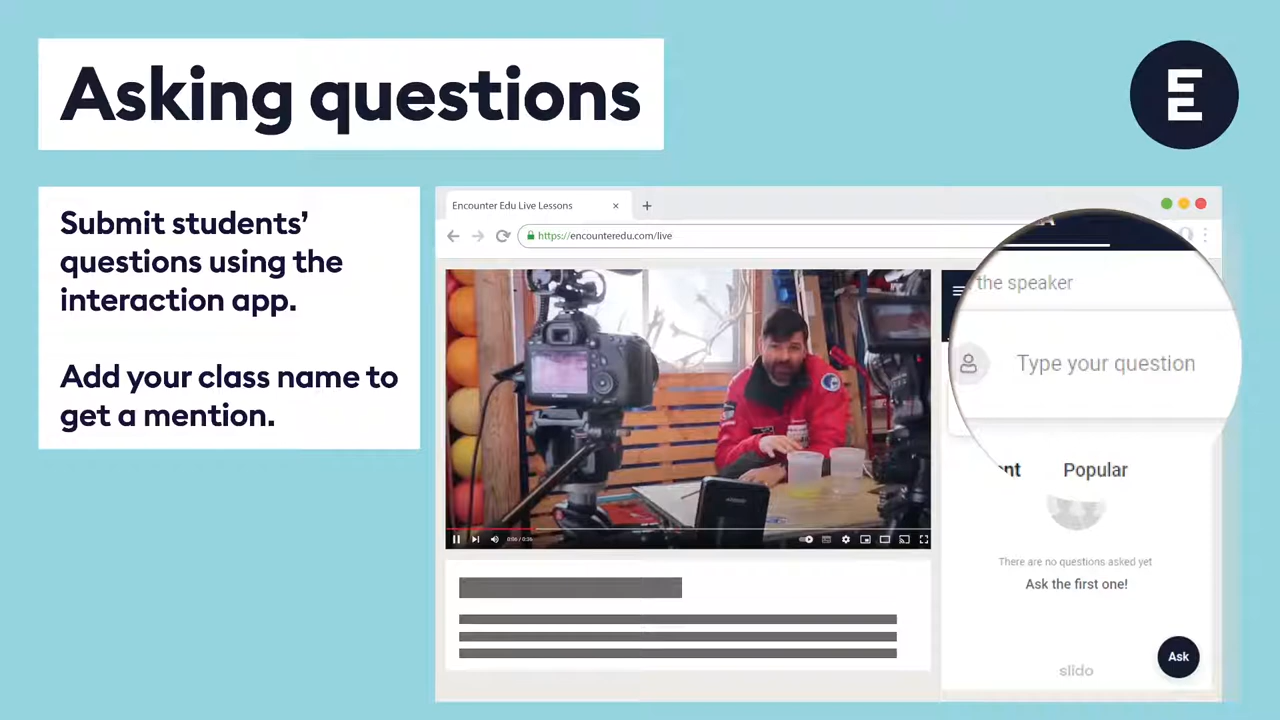 Asking questions
Submit students’
questions using the
interaction app.
Add your class name to
get a mention.
Encounter Edu Live Lessons
https://encounteredu.com/live
the speaker
Type your question
Popular
There are no questions asked yet
Ask the first one!
Ask
slido